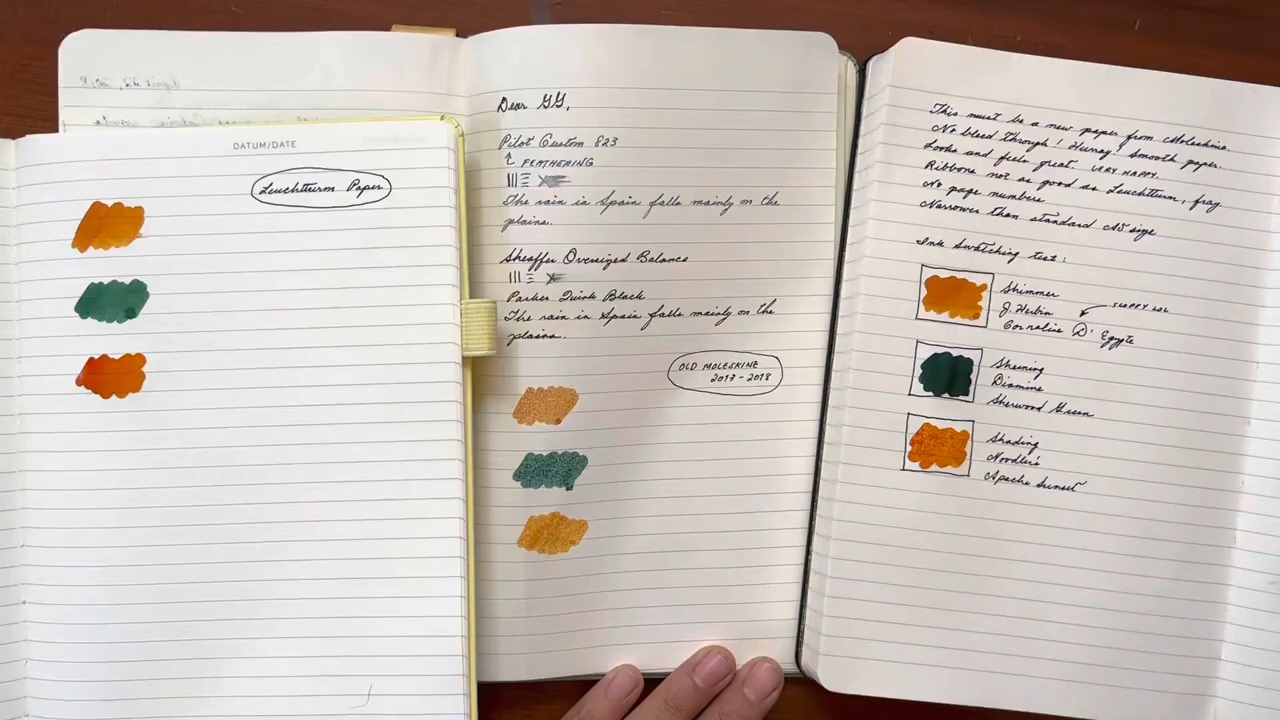 DATUM/DATE
Leuchtturm Paper
Dear GG,
Pilot Custom 823
FEATHERING
The rain in Spain falls mainly on the
plains.
Sheaffer Oversized Balance
Parker Quink Black
The rain in Spain falls mainly on the
plains.
OLD MOLESKINE
2017-2018
This must be a new paper from Moleskine.
No bleed through! Hurray! Smooth paper.
Looks and feels great. VERY HAPPY.
Ribbons not as good as Leuchtturm, fray
No page numbers
Narrower than standard A5 size
Ink Swatching test:
Shimmer
J. Herbin
Cornaline D' Egypte
SLOPPY LOL
Sheening
Diamine
Sherwood Green
Shading
Noodler's
Apache Sunset